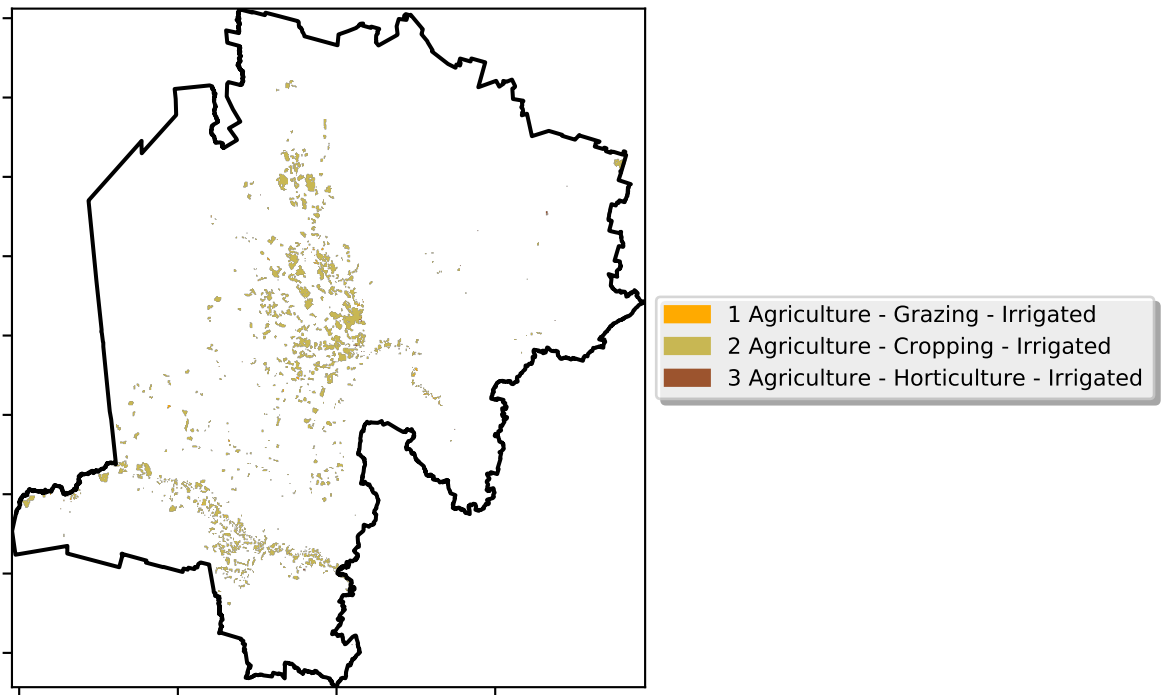 1 Agriculture - Grazing - Irrigated
2 Agriculture - Cropping - Irrigated
3 Agriculture - Horticulture - Irrigated